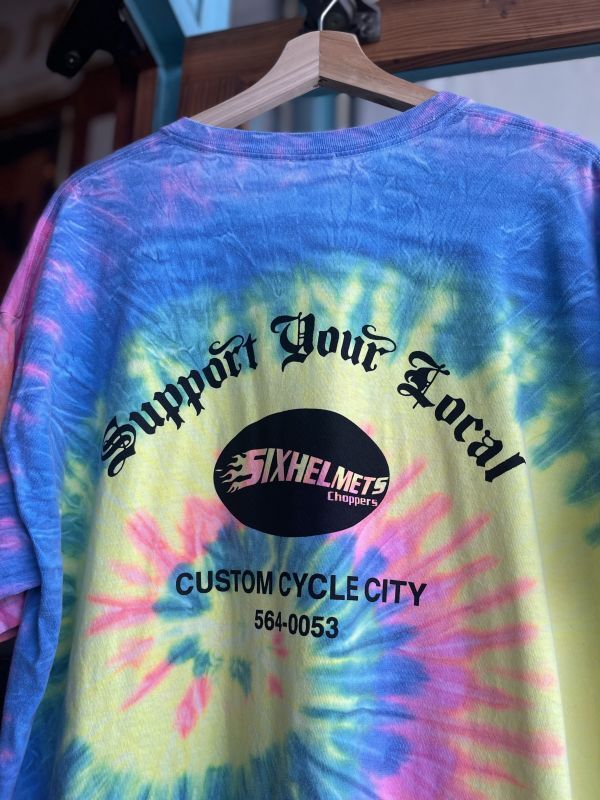 Support Your Local
SIXHELMETS
Choppers
CUSTOM CYCLE CITY
564-0053